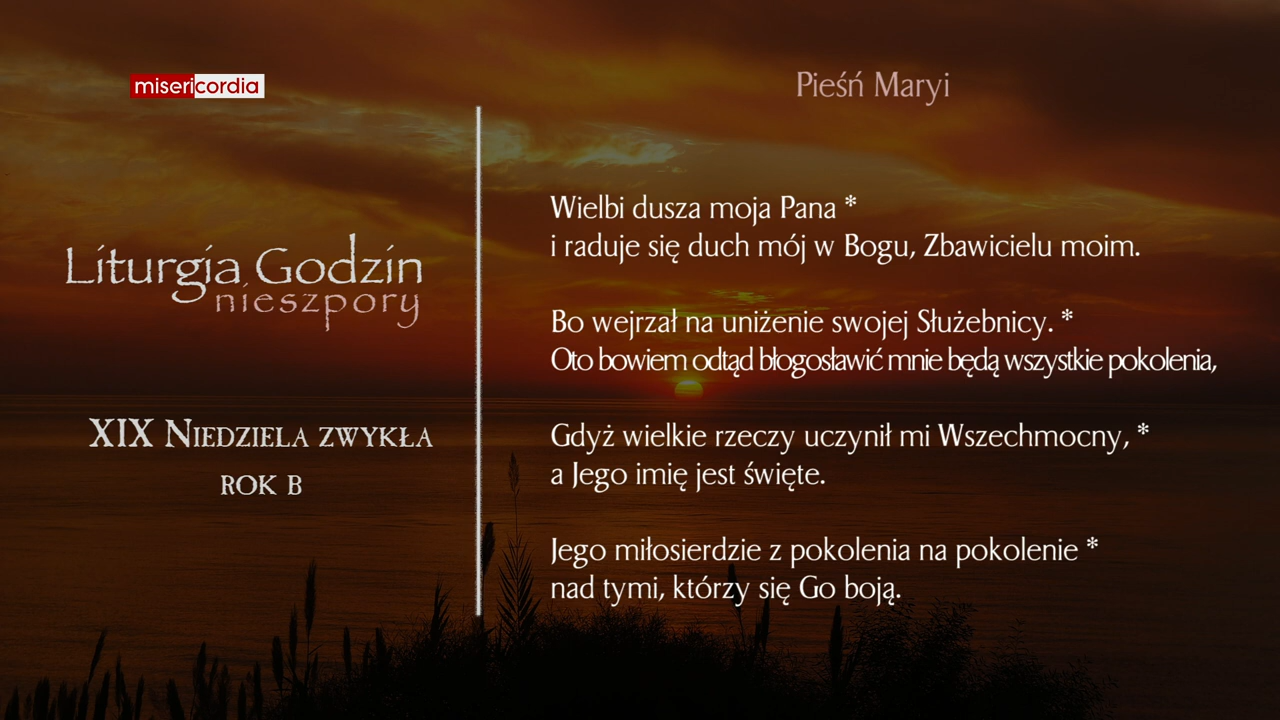 misericordia
Liturgia Godzin
nieszpory
XIX Niedziela zwykła
rok B
Pieśń Maryi
Wielbi dusza moja Pana *
i raduje się duch mój w Bogu, Zbawicielu moim.
Bo wejrzał na uniżenie swojej Służebnicy. *
Oto bowiem odtąd błogosławić mnie będą wszystkie pokolenia,
Gdyż wielkie rzeczy uczynił mi Wszechmocny, *
a Jego imię jest święte.
Jego miłosierdzie z pokolenia na pokolenie *
nad tymi, którzy się Go boją.